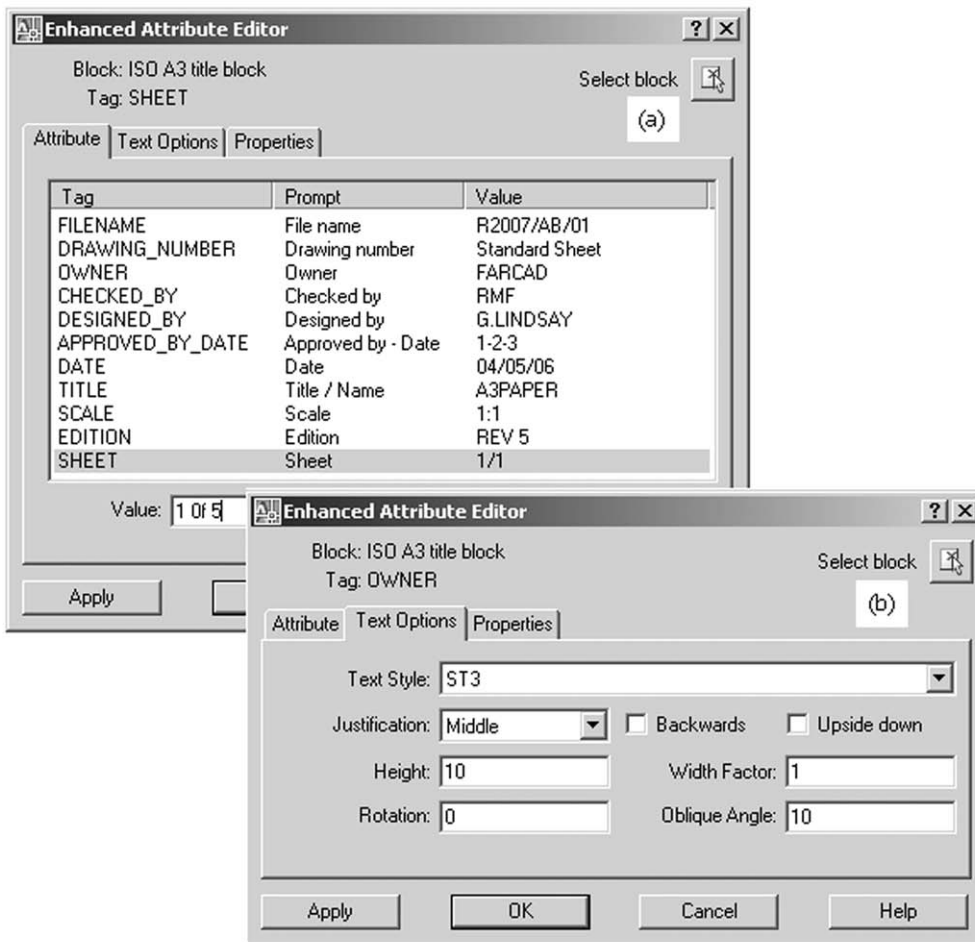 Enhanced Attribute Editor
Block: ISO A3 title block
Select block
Tag: SHEET
(a)
Attribute Text Options Properties
Tag Prompt Value
FILENAME File name R2007/AB/01
DRAWING_NUMBER Drawing number Standard Sheet
OWNER Owner FARCAD
CHECKED_BY Checked by RMF
DESIGNED_BY Designed by G.LINDSAY
APPROVED_BY_DATE Approved by - Date 1-2-3
DATE Date 04/05/06
TITLE Title / Name A3PAPER
SCALE Scale 1:1
EDITION Edition REV 5
SHEET Sheet 1/1
Value: 1 Of 5
Apply
Enhanced Attribute Editor
Block: ISO A3 title block
Select block
Tag: OWNER
(b)
Attribute Text Options Properties
Text Style: ST3
Justification: Middle Backwards Upside down
Height: 10 Width Factor: 1
Rotation: 0 Oblique Angle: 10
Apply OK Cancel Help